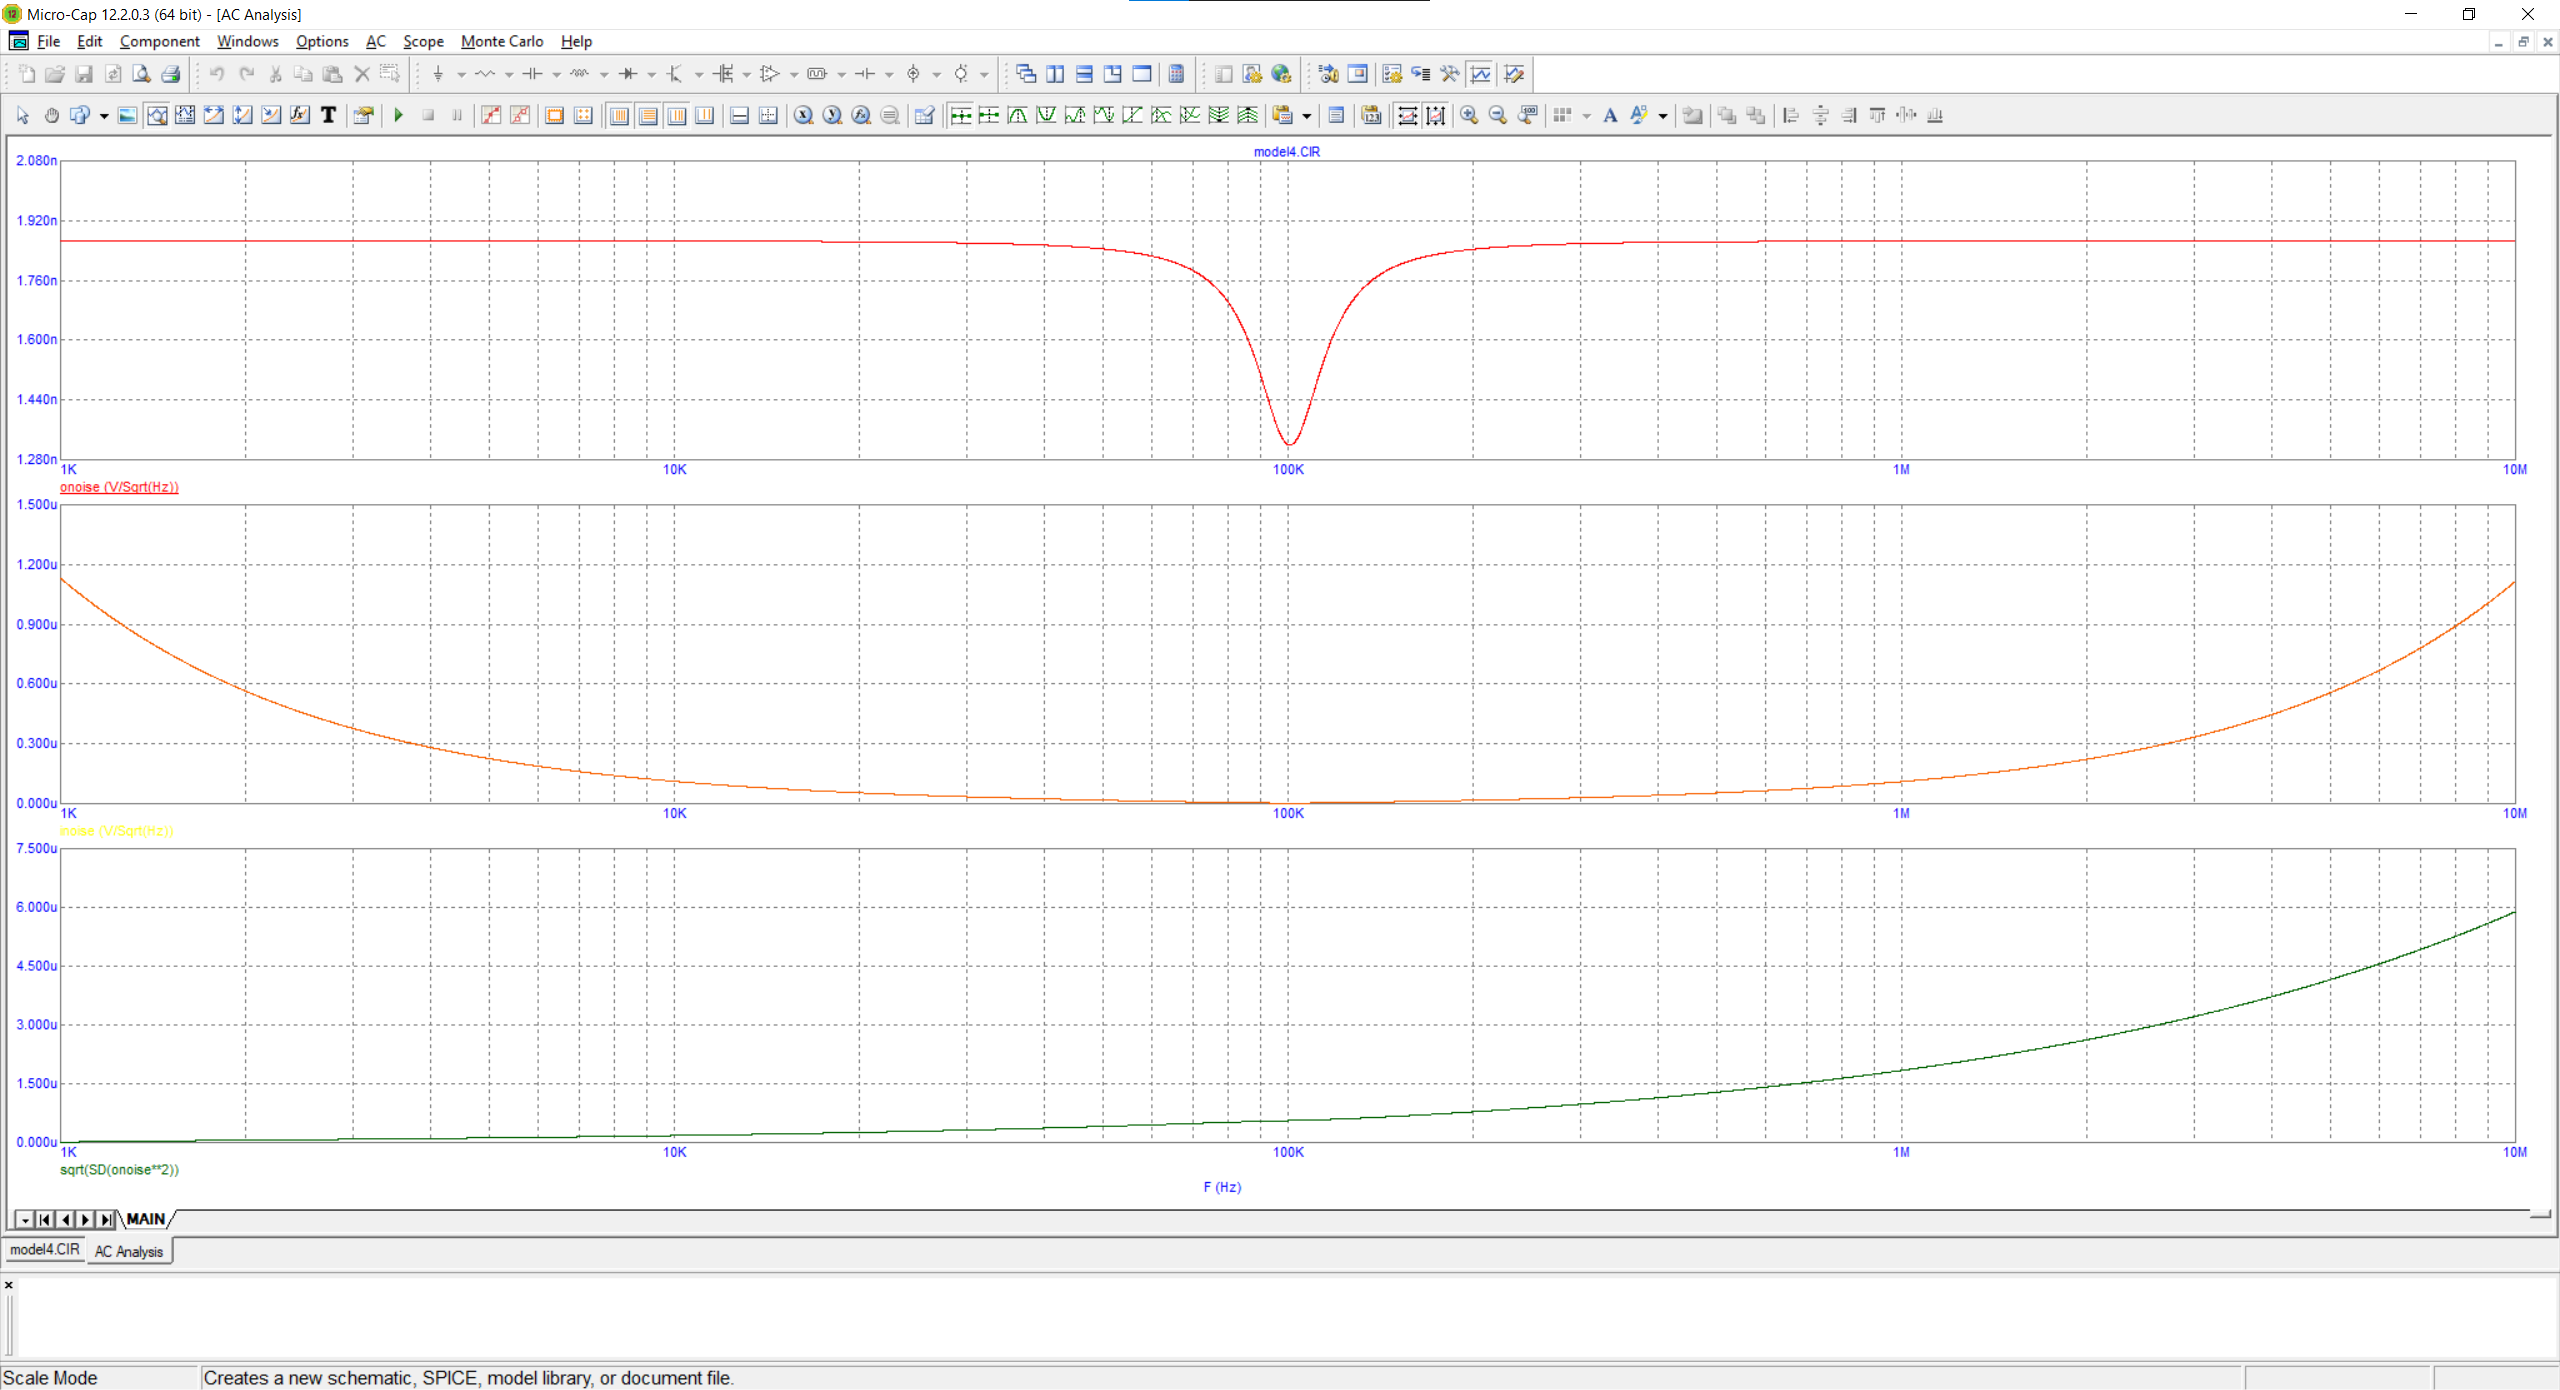 Micro-Cap 12.2.0.3 (64 bit) - [AC Analysis]
File Edit Component Windows Options AC Scope Monte Carlo Help
model4.CIR
2.080n
1.920n
1.760n
1.600n
1.440n
1.280n
1K 10K 100K 1M 10M
onoise (V/Sqrt(Hz))
1.500u
1.200u
0.900u
0.600u
0.300u
0.000u
1K 10K 100K 1M 10M
inoise (V/Sqrt(Hz))
7.500u
6.000u
4.500u
3.000u
1.500u
0.000u
1K 10K 100K 1M 10M
sqrt(SD(onoise**2))
F (Hz)
MAIN
model4.CIR AC Analysis
Scale Mode Creates a new schematic, SPICE, model library, or document file.